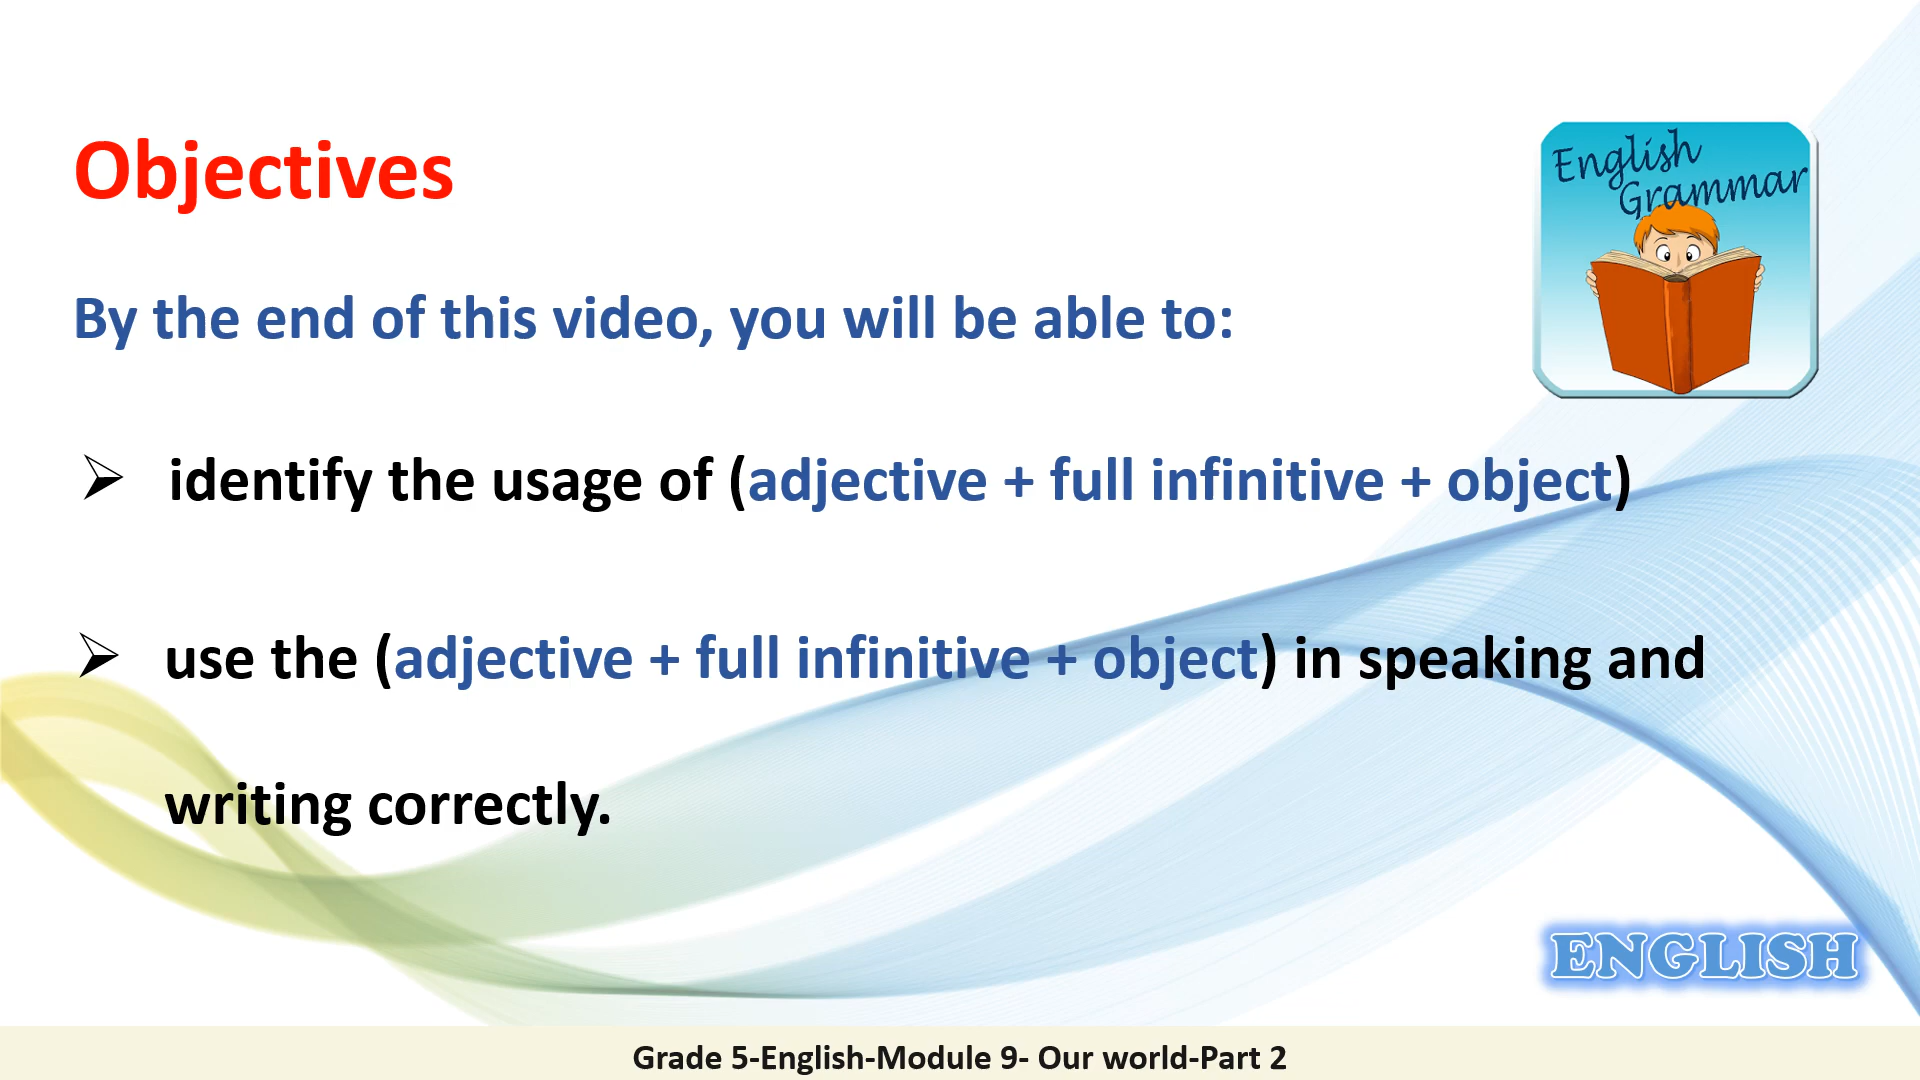 Objectives
English
Grammar
By the end of this video, you will be able to:
➢ identify the usage of (adjective + full infinitive + object)
➢ use the (adjective + full infinitive + object) in speaking and
writing correctly.
ENGLISH
Grade 5-English-Module 9- Our world-Part 2